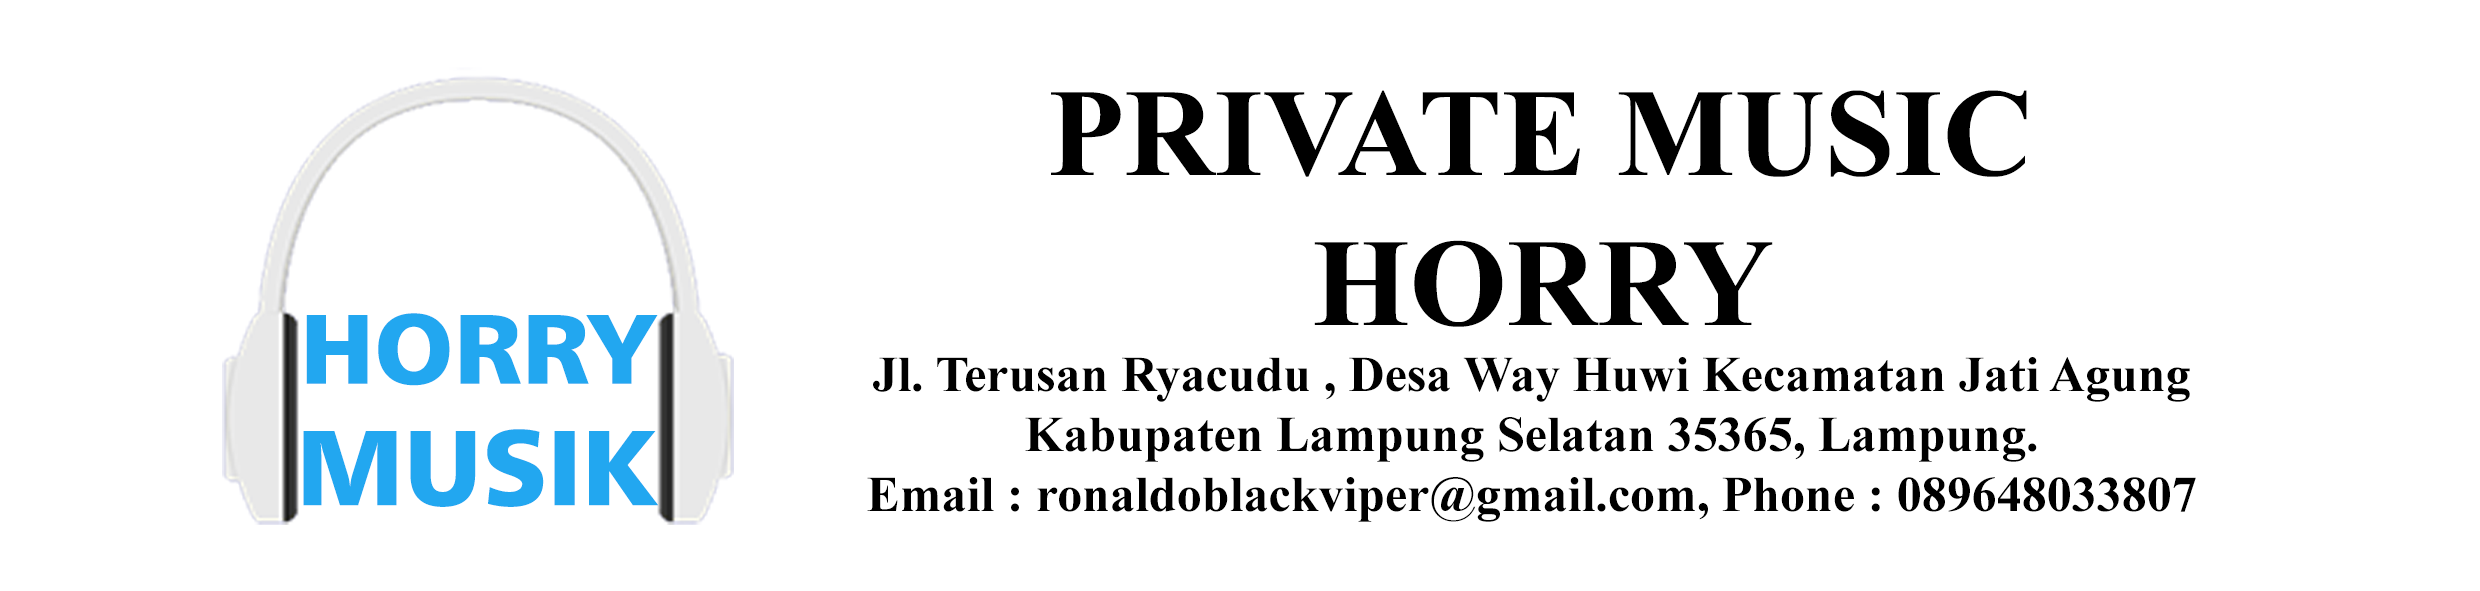 HORRY
MUSIK
PRIVATE MUSIC
HORRY
Jl. Terusan Ryacudu , Desa Way Huwi Kecamatan Jati Agung
Kabupaten Lampung Selatan 35365, Lampung.
Email : ronaldoblackviper@gmail.com, Phone : 089648033807